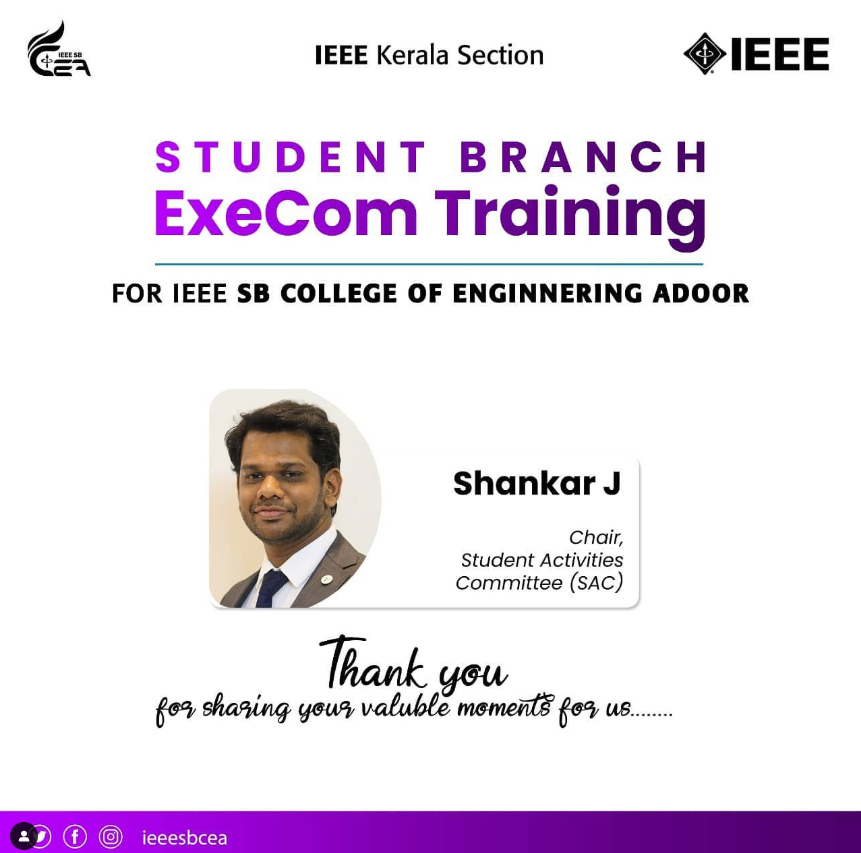 IEEE SB
CEA
IEEE Kerala Section
IEEE
STUDENT BRANCH
ExeCom Training
FOR IEEE SB COLLEGE OF ENGINNERING ADOOR
Shankar J
Chair,
Student Activities
Committee (SAC)
Thank you
for sharing your valuble moments for us........
ieeesbcea